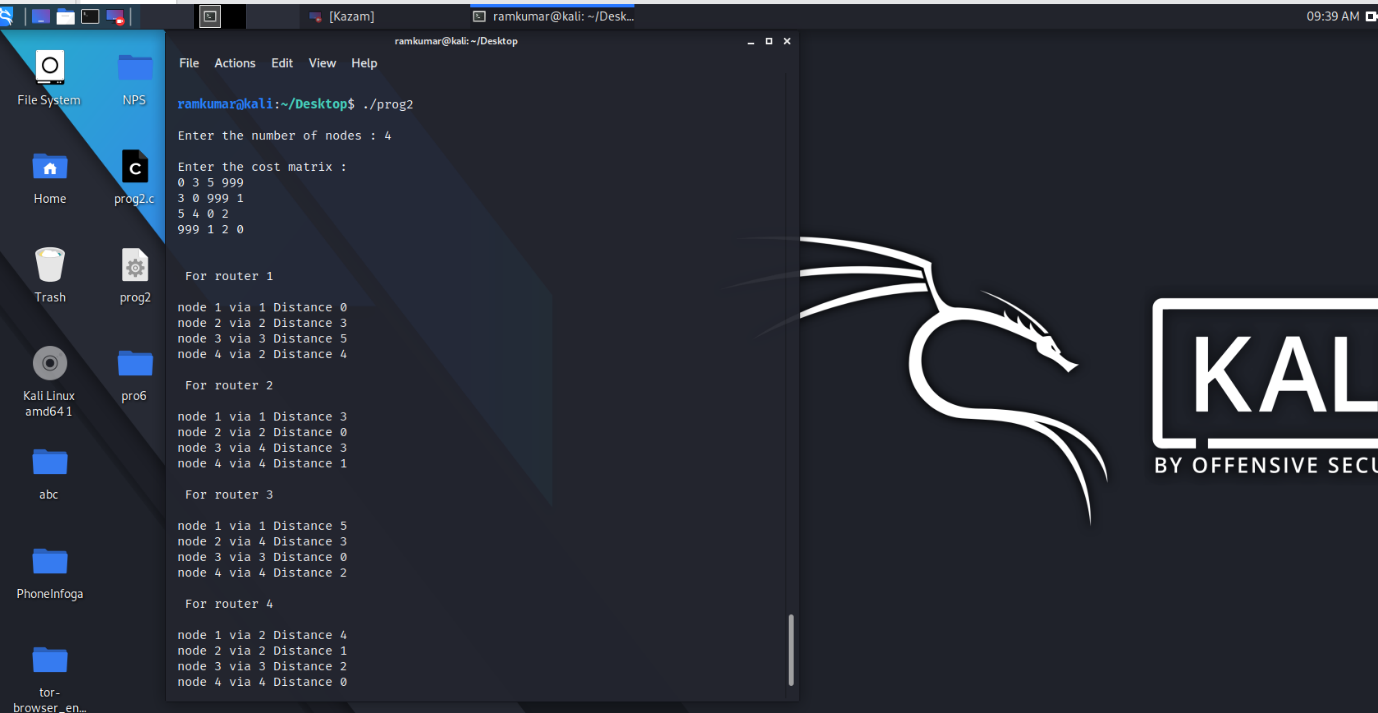 [Kazam]
ramkumar@kali: ~/Desk...
09:39 AM
ramkumar@kali: ~/Desktop
File Actions Edit View Help
File System
NPS
Home
prog2.c
Trash
prog2
Kali Linux
amd64 1
pro6
abc
PhoneInfoga
tor-
browser_en...
ramkumar@kali:~/Desktop$ ./prog2
Enter the number of nodes : 4
Enter the cost matrix :
0 3 5 999
3 0 999 1
5 4 0 2
999 1 2 0
For router 1
node 1 via 1 Distance 0
node 2 via 2 Distance 3
node 3 via 3 Distance 5
node 4 via 2 Distance 4
For router 2
node 1 via 1 Distance 3
node 2 via 2 Distance 0
node 3 via 4 Distance 3
node 4 via 4 Distance 1
For router 3
node 1 via 1 Distance 5
node 2 via 4 Distance 3
node 3 via 3 Distance 0
node 4 via 4 Distance 2
For router 4
node 1 via 2 Distance 4
node 2 via 2 Distance 1
node 3 via 3 Distance 2
node 4 via 4 Distance 0
KAL
BY OFFENSIVE SECU